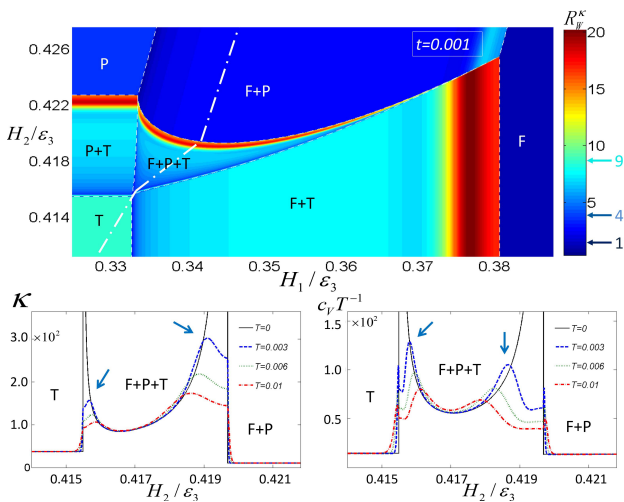 t=0.001
R_W^κ
0.426
0.422
0.418
0.414
H_2/ε_3
P
F+P
P+T
F+P+T
T
F+T
F
20
15
10
5
0
9
4
1
0.33
0.34
0.35
0.36
0.37
0.38
H_1/ε_3
κ
×10^2
3.0
2.0
1.0
T
F+P+T
F+P
T=0
T=0.003
T=0.006
T=0.01
0.415
0.417
0.419
0.421
H_2/ε_3
c_V T^{-1}
×10^2
1.5
1.0
0.5
T
F+P+T
F+P
T=0
T=0.003
T=0.006
T=0.01
0.415
0.417
0.419
0.421
H_2/ε_3